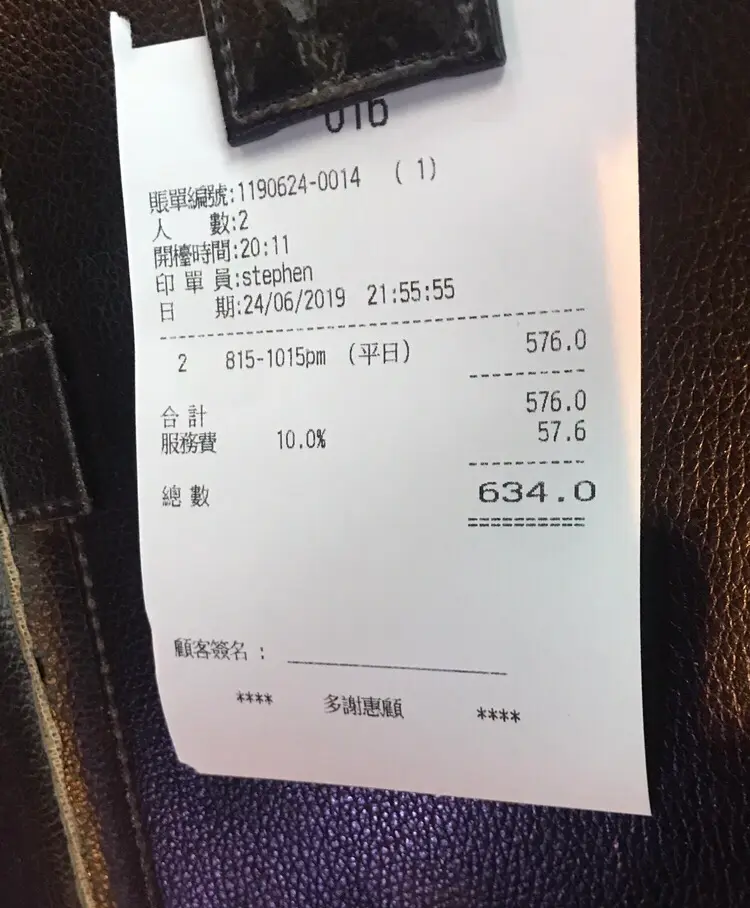 016
賬單編號:1190624-0014 ( 1)
人 數:2
開檯時間:20:11
印 單 員:stephen
日 期:24/06/2019 21:55:55
2 815-1015pm (平日) 576.0
合 計 576.0
服務費 10.0% 57.6
總 數 634.0
顧客簽名 :
**** 多謝惠顧 ****